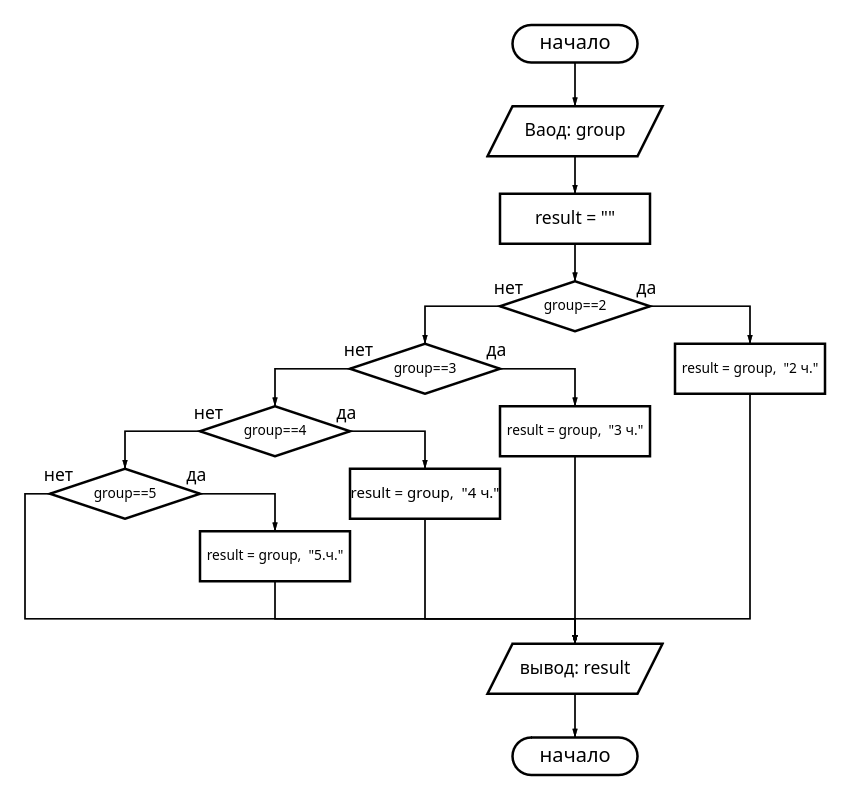 начало
Ваод: group
result = ""
нет
да
group==2
нет
да
group==3
result = group,  "2 ч."
нет
да
group==4
result = group,  "3 ч."
нет
да
group==5
result = group,  "4 ч."
result = group,  "5.ч."
вывод: result
начало